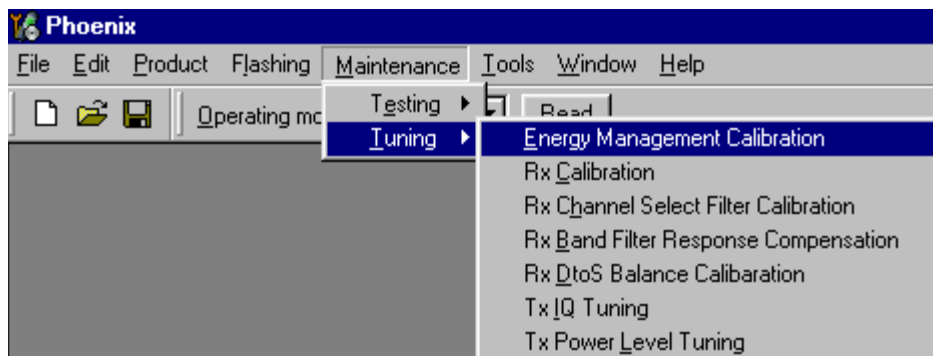 Phoenix
File Edit Product Flashing Maintenance Tools Window Help
Operating mo Testing Read
Tuning Energy Management Calibration
Rx Calibration
Rx Channel Select Filter Calibration
Rx Band Filter Response Compensation
Rx DtoS Balance Calibaration
Tx IQ Tuning
Tx Power Level Tuning